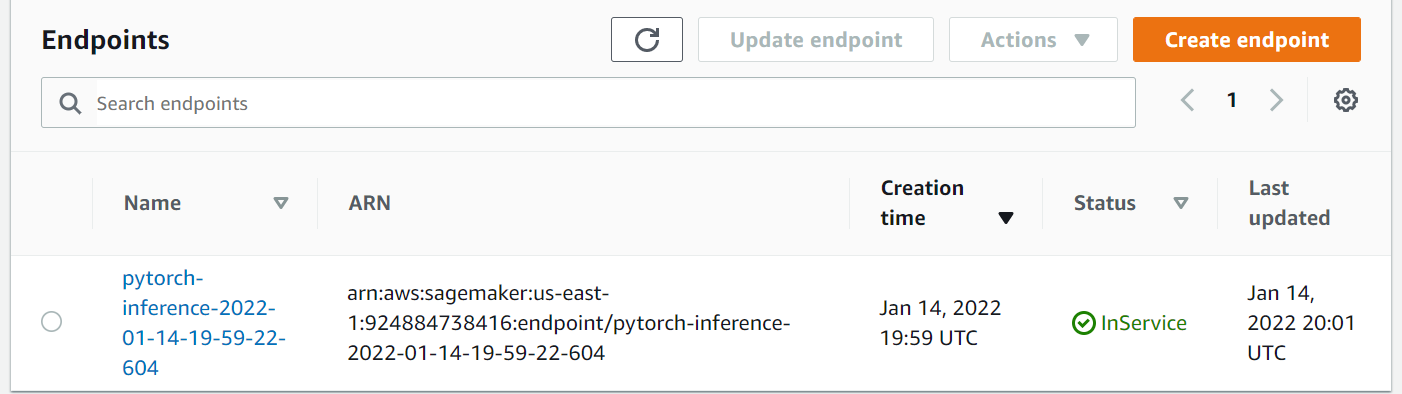 Endpoints
Update endpoint
Actions
Create endpoint
Search endpoints
1
Name
ARN
Creation
time
Status
Last
updated
pytorch-
inference-2022-
01-14-19-59-22-
604
arn:aws:sagemaker:us-east-
1:924884738416:endpoint/pytorch-inference-
2022-01-14-19-59-22-604
Jan 14, 2022
19:59 UTC
InService
Jan 14,
2022 20:01
UTC